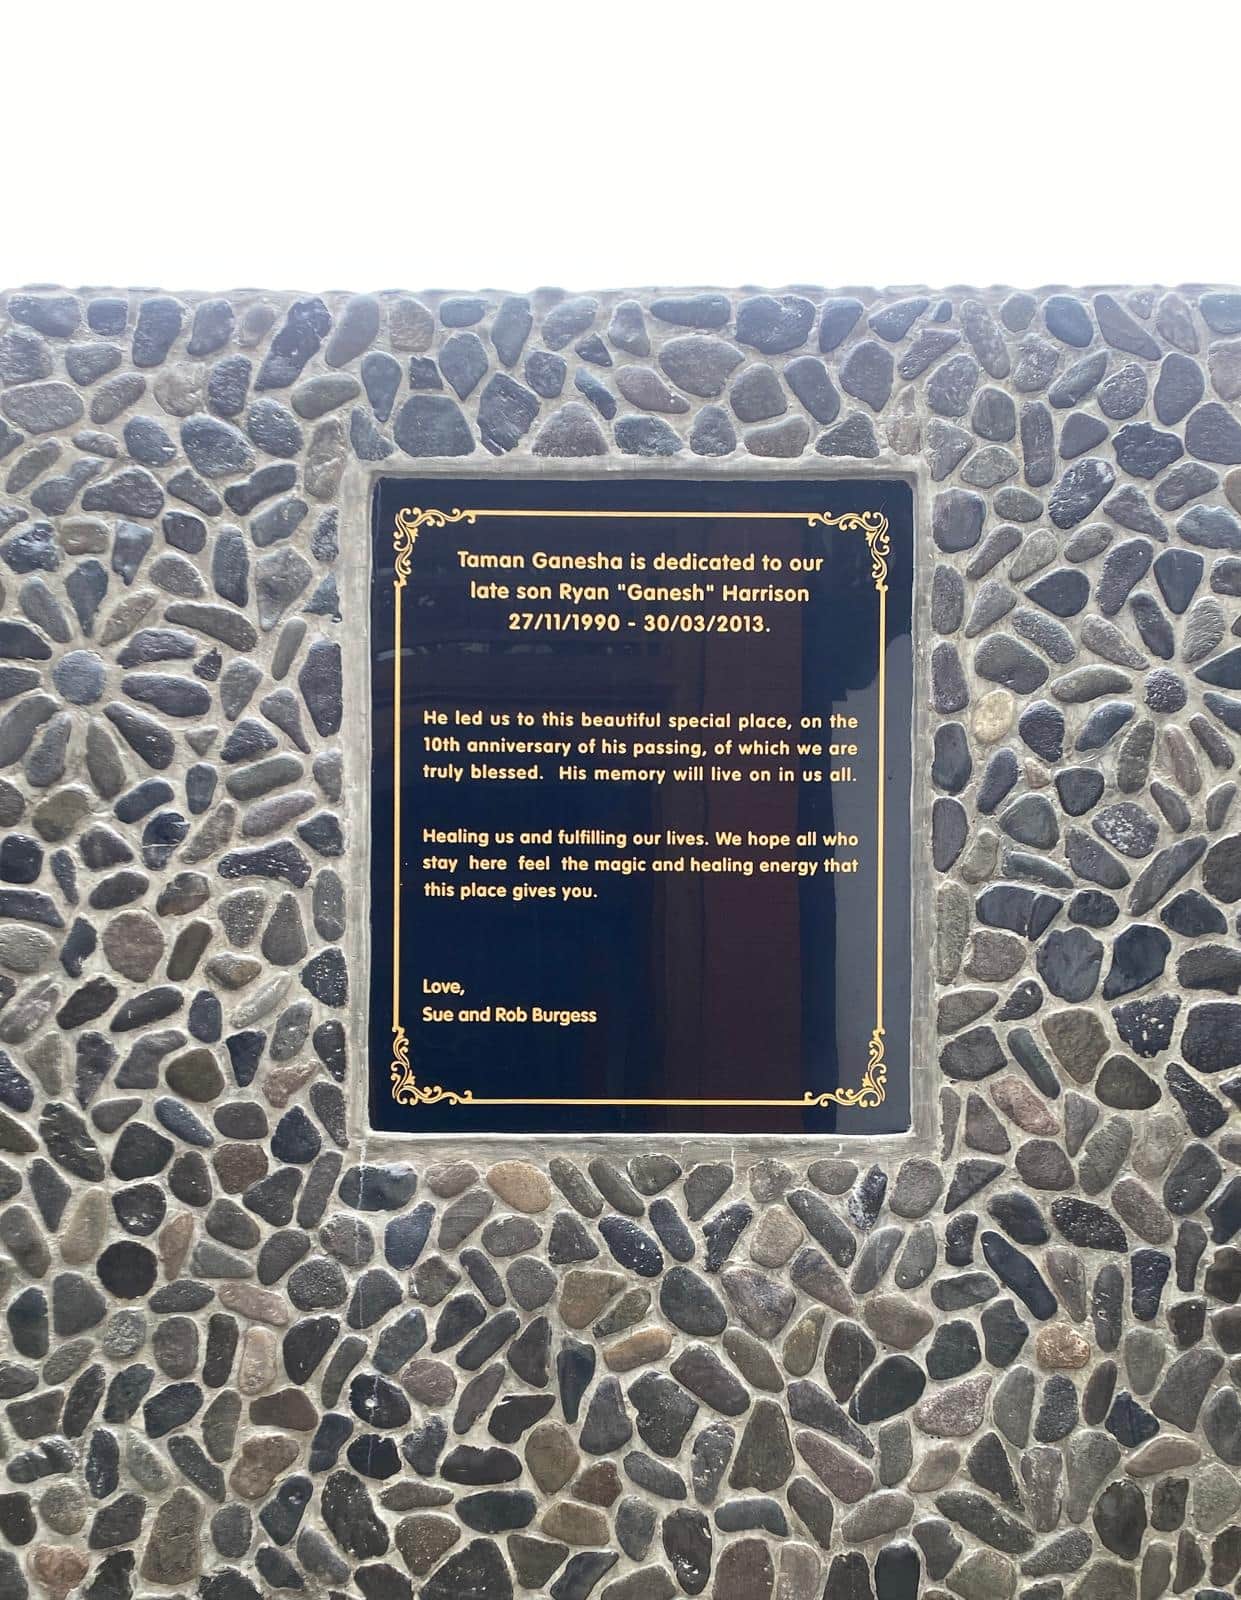 Taman Ganesha is dedicated to our
late son Ryan "Ganesh" Harrison
27/11/1990 - 30/03/2013.
He led us to this beautiful special place, on the
10th anniversary of his passing, of which we are
truly blessed. His memory will live on in us all.
Healing us and fulfilling our lives. We hope all who
stay here feel the magic and healing energy that
this place gives you.
Love,
Sue and Rob Burgess